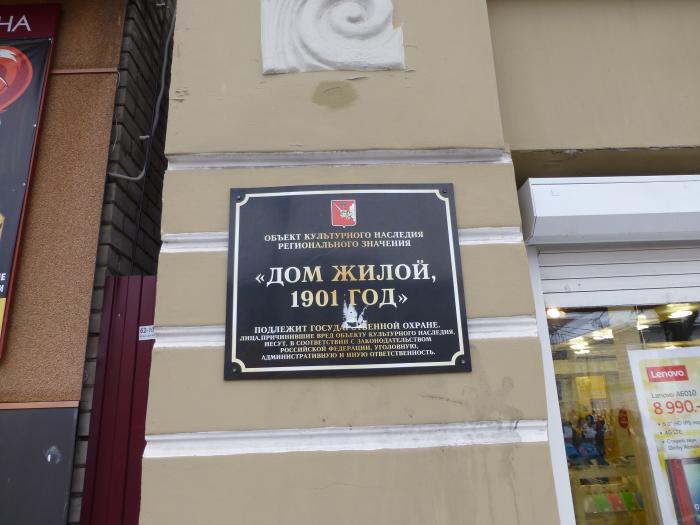 НА
ОБЪЕКТ КУЛЬТУРНОГО НАСЛЕДИЯ
РЕГИОНАЛЬНОГО ЗНАЧЕНИЯ
«ДОМ ЖИЛОЙ,
1901 ГОД»
ПОДЛЕЖИТ ГОСУДАРСТВЕННОЙ ОХРАНЕ.
ЛИЦА,ПРИЧИНИВШИЕ ВРЕД ОБЪЕКТУ КУЛЬТУРНОГО НАСЛЕДИЯ,
НЕСУТ, В СООТВЕТСТВИИ С ЗАКОНОДАТЕЛЬСТВОМ
РОССИЙСКОЙ ФЕДЕРАЦИИ, УГОЛОВНУЮ,
АДМИНИСТРАТИВНУЮ И ИНУЮ ОТВЕТСТВЕННОСТЬ.
Lenovo
Lenovo A6010
8 990.-